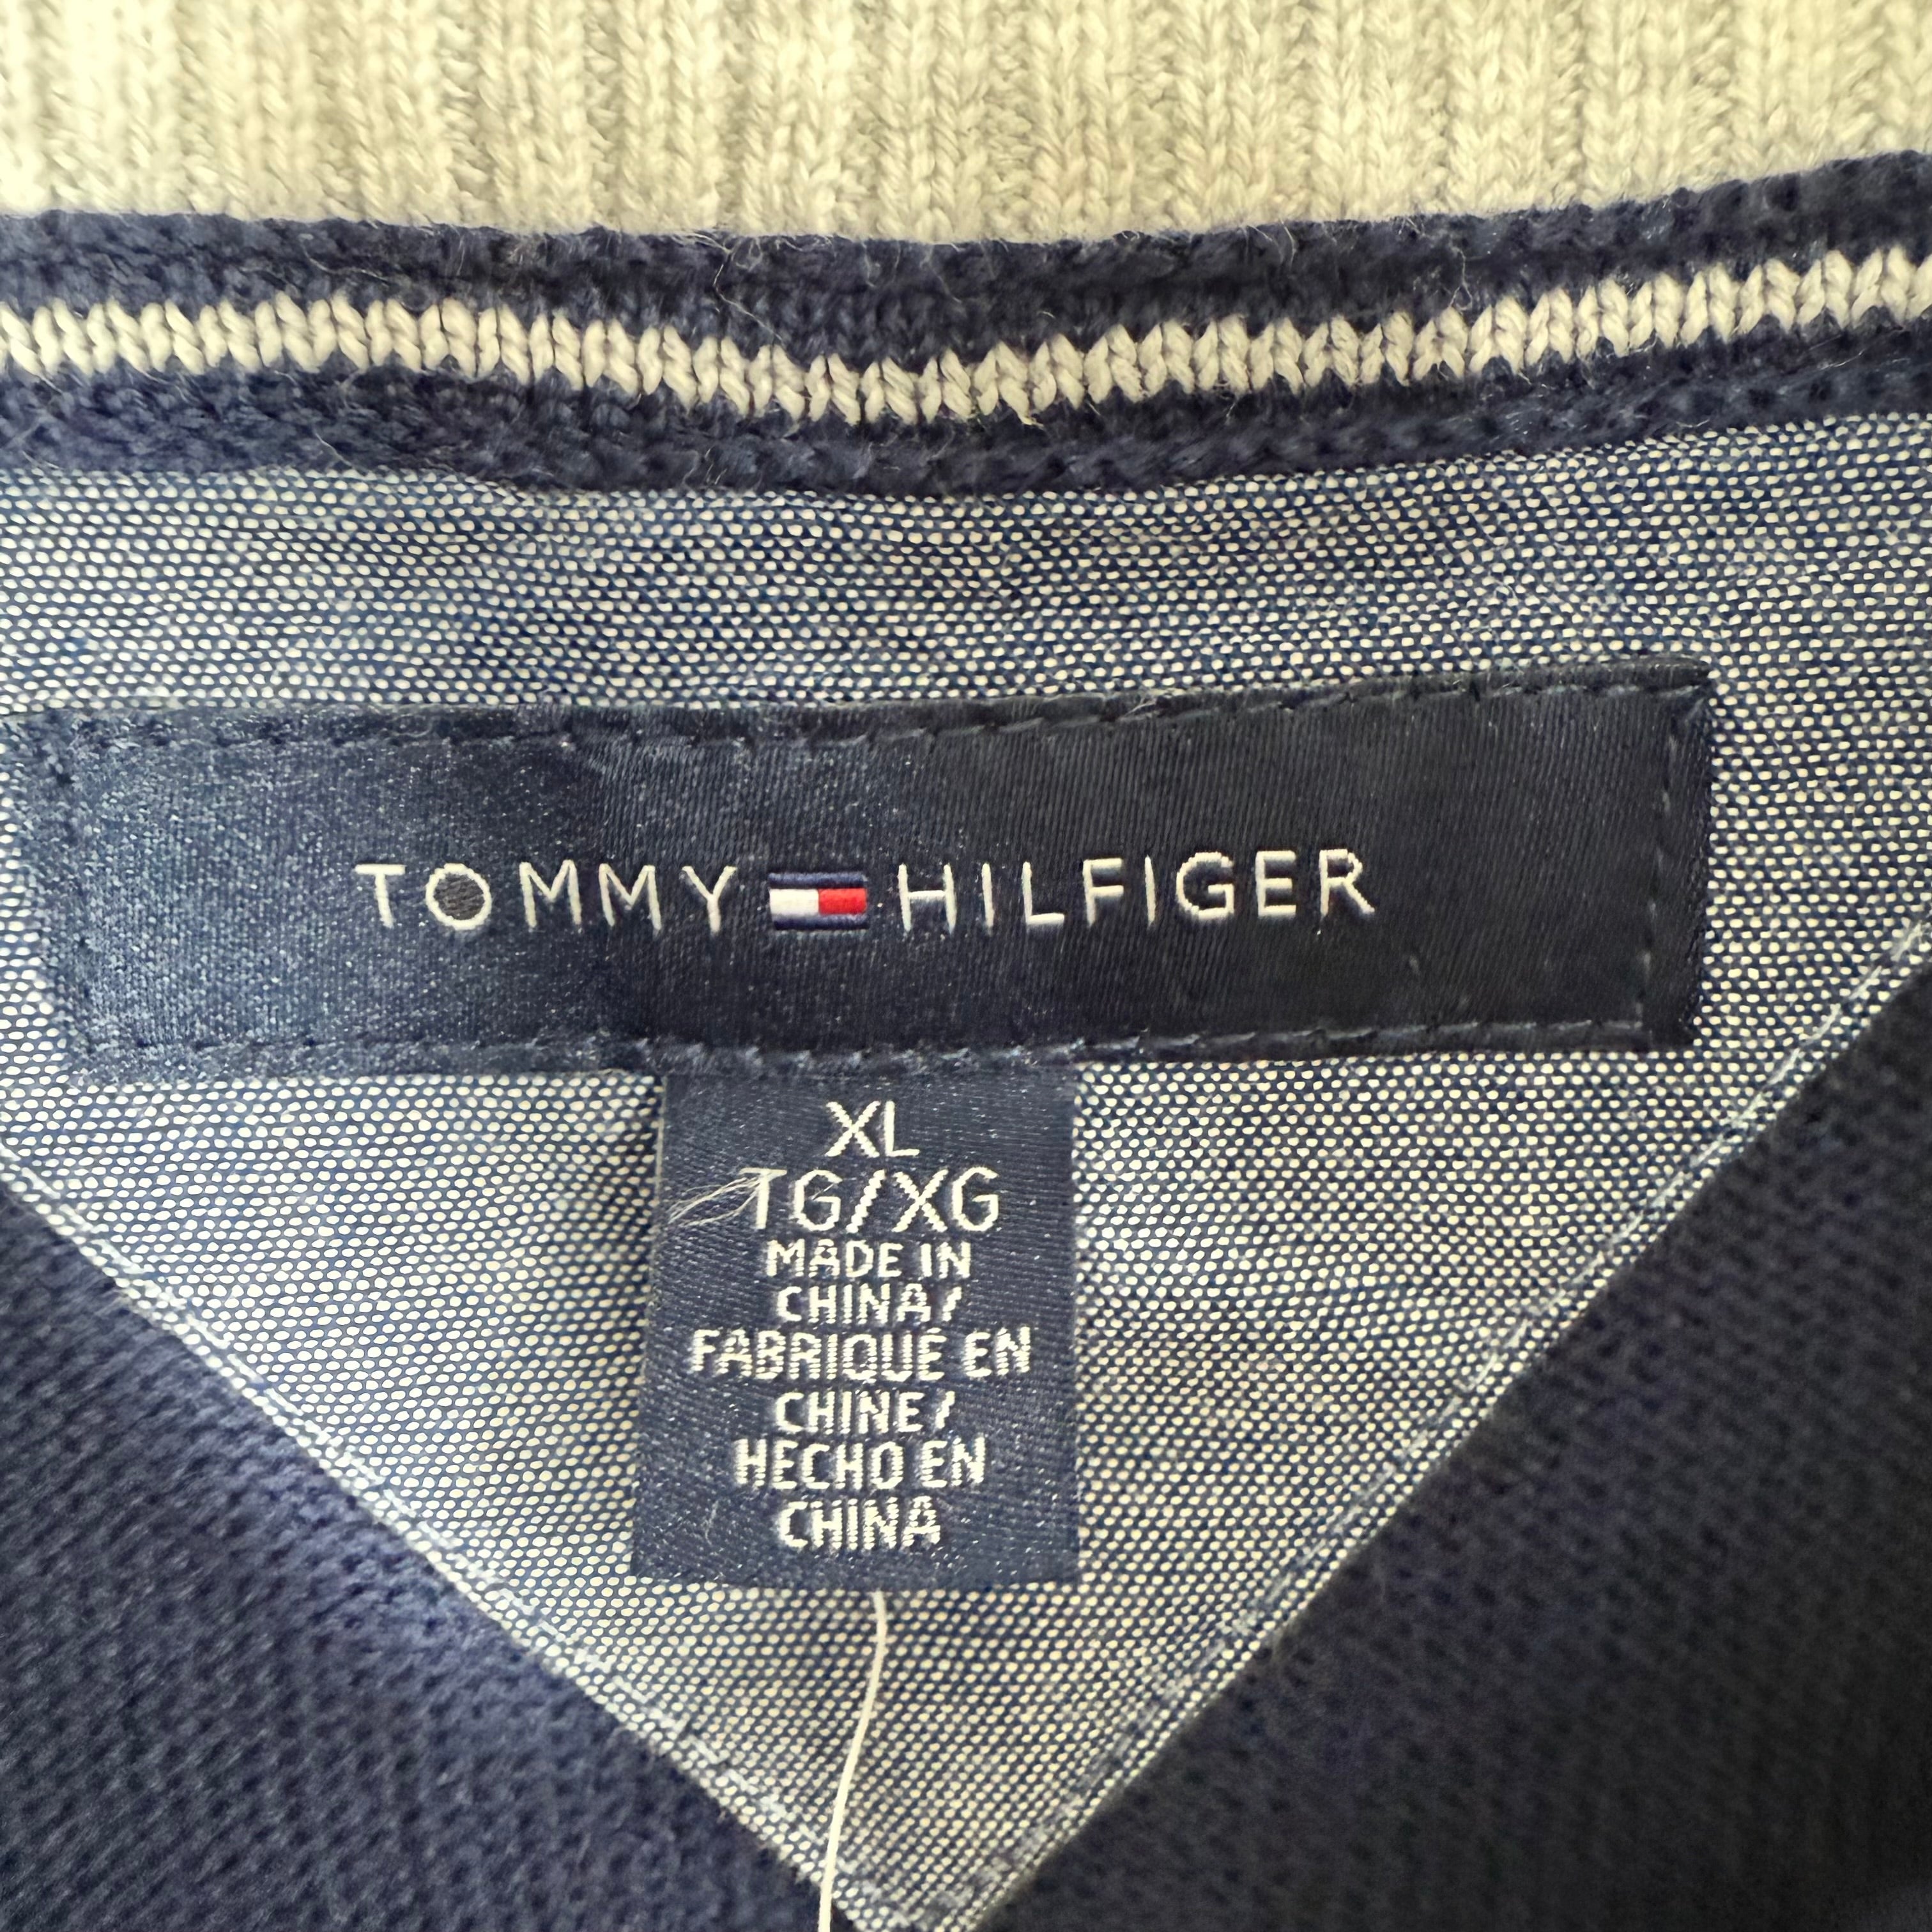 TOMMY HILFIGER
XL
TG/XG
MADE IN
CHINA/
FABRIQUÉ EN
CHINE/
HECHO EN
CHINA